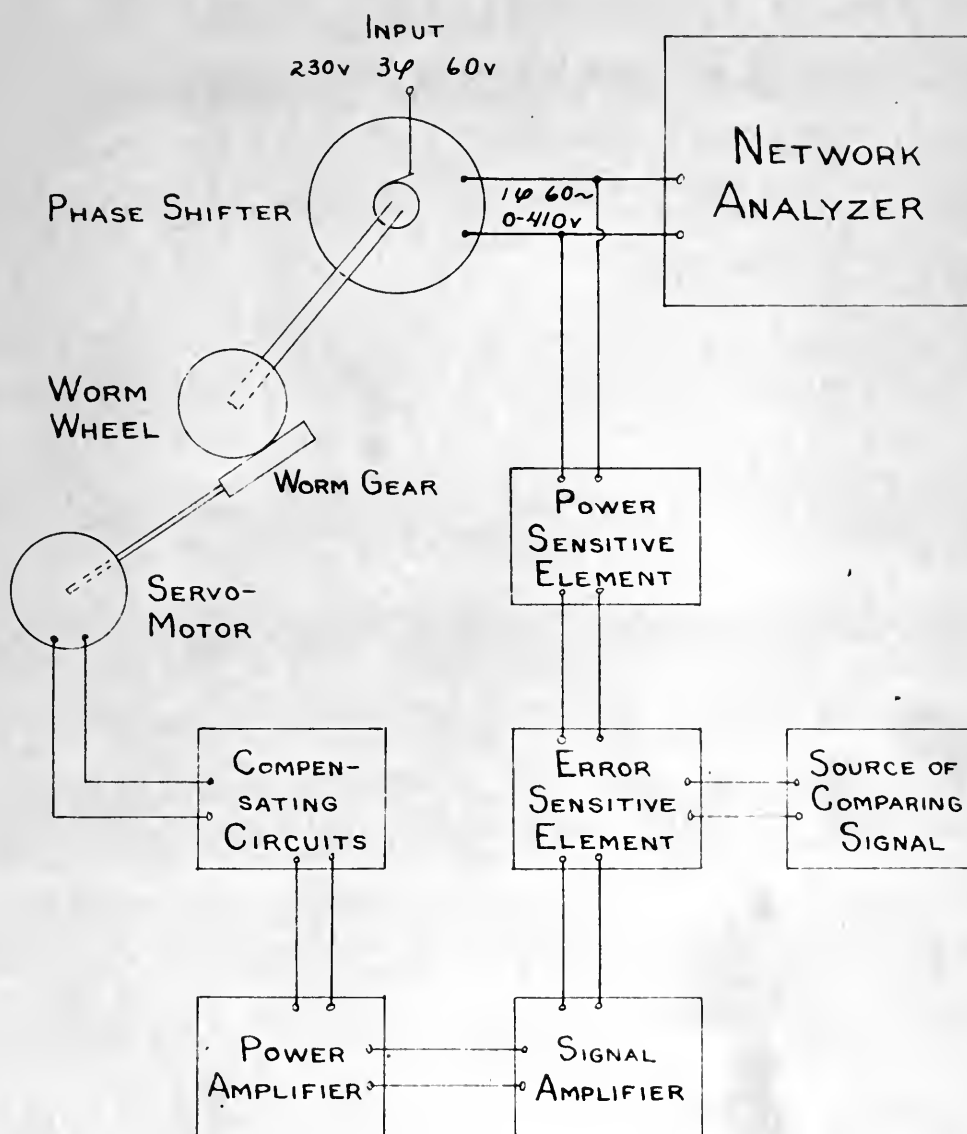 INPUT
230v 3φ 60v
PHASE SHIFTER
1φ 60~
0-410v
NETWORK
ANALYZER
WORM
WHEEL
WORM GEAR
SERVO-
MOTOR
POWER
SENSITIVE
ELEMENT
COMPEN-
SATING
CIRCUITS
ERROR
SENSITIVE
ELEMENT
SOURCE OF
COMPARING
SIGNAL
POWER
AMPLIFIER
SIGNAL
AMPLIFIER